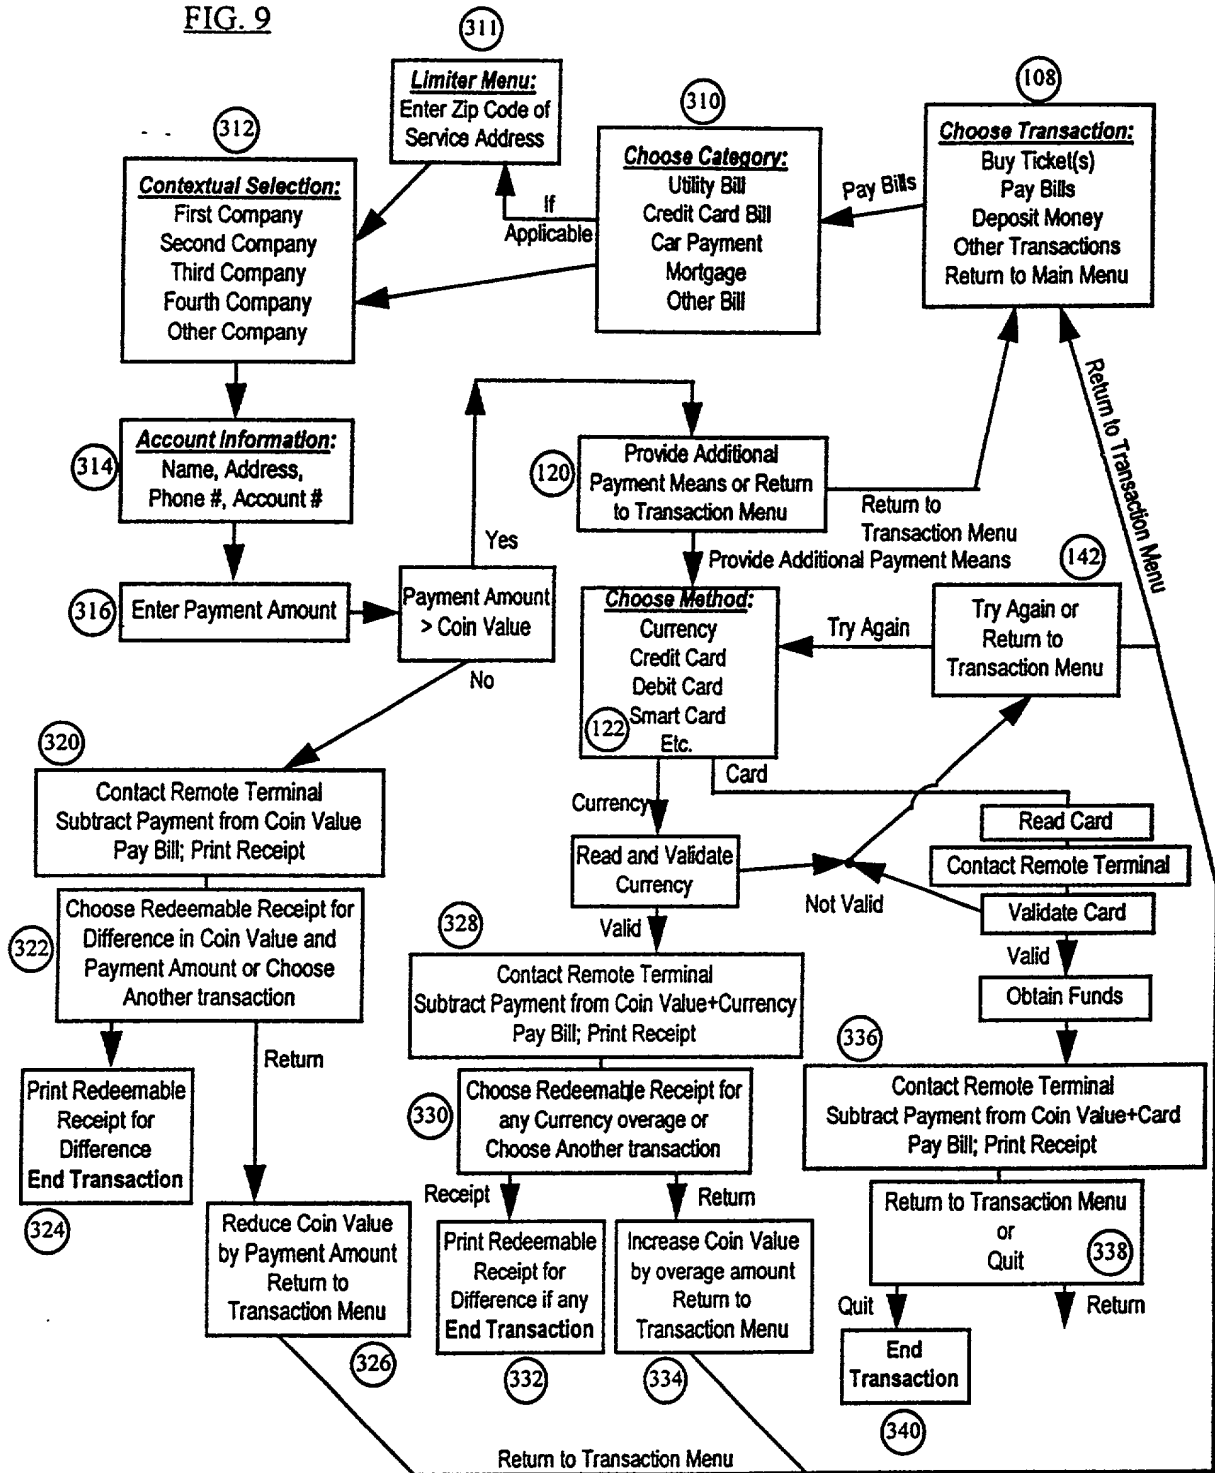 FIG. 9
311
Limiter Menu:
Enter Zip Code of
Service Address
312
Contextual Selection:
First Company
Second Company
Third Company
Fourth Company
Other Company
310
Choose Category:
Utility Bill
Credit Card Bill
Car Payment
Mortgage
Other Bill
If
Applicable
108
Choose Transaction:
Buy Ticket(s)
Pay Bills
Deposit Money
Other Transactions
Return to Main Menu
Pay Bills
Return to Transaction Menu
314
Account Information:
Name, Address,
Phone #, Account #
316
Enter Payment Amount
Yes
Payment Amount
> Coin Value
No
120
Provide Additional
Payment Means or Return
to Transaction Menu
Return to
Transaction Menu
Provide Additional Payment Means
Choose Method:
Currency
Credit Card
Debit Card
Smart Card
Etc.
122
142
Try Again or
Return to
Transaction Menu
Try Again
Currency
Card
Read and Validate
Currency
Not Valid
Valid
Read Card
Contact Remote Terminal
Validate Card
Valid
Obtain Funds
320
Contact Remote Terminal
Subtract Payment from Coin Value
Pay Bill; Print Receipt
322
Choose Redeemable Receipt for
Difference in Coin Value and
Payment Amount or Choose
Another transaction
Return
Print Redeemable
Receipt for
Difference
End Transaction
324
Reduce Coin Value
by Payment Amount
Return to
Transaction Menu
326
328
Contact Remote Terminal
Subtract Payment from Coin Value+Currency
Pay Bill; Print Receipt
330
Choose Redeemable Receipt for
any Currency overage or
Choose Another transaction
Receipt
Return
Print Redeemable
Receipt for
Difference if any
End Transaction
332
Increase Coin Value
by overage amount
Return to
Transaction Menu
334
336
Contact Remote Terminal
Subtract Payment from Coin Value+Card
Pay Bill; Print Receipt
Return to Transaction Menu
or
Quit
338
Quit
Return
End
Transaction
340
Return to Transaction Menu